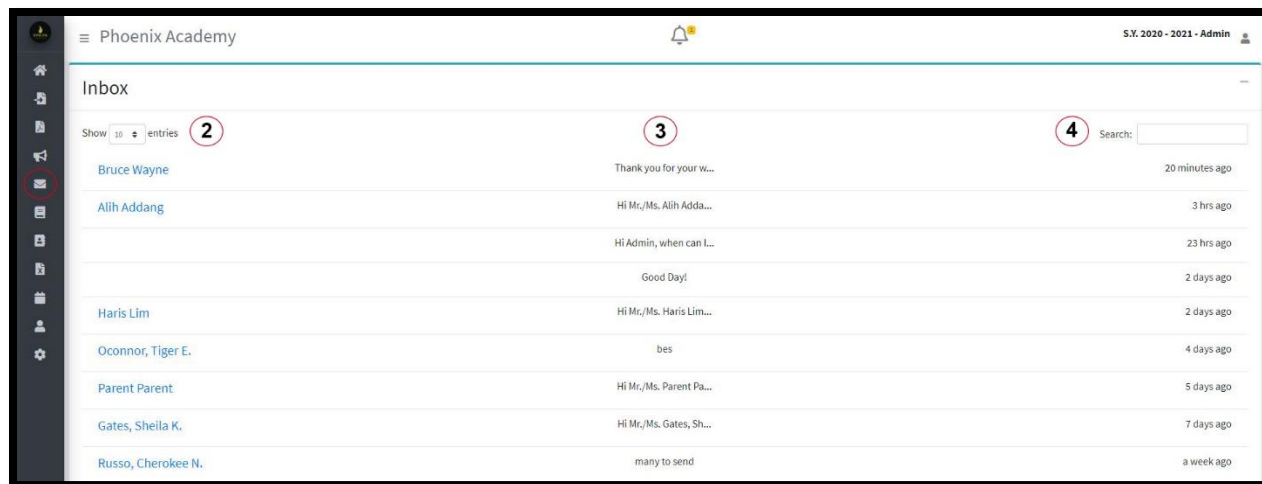 Phoenix Academy
S.Y. 2020 - 2021 - Admin
Inbox
Show 10 entries 2 3 4 Search:
Bruce Wayne Thank you for your w... 20 minutes ago
Alih Addang Hi Mr./Ms. Alih Adda... 3 hrs ago
Hi Admin, when can I... 23 hrs ago
Good Day! 2 days ago
Haris Lim Hi Mr./Ms. Haris Lim... 2 days ago
Oconnor, Tiger E. bes 4 days ago
Parent Parent Hi Mr./Ms. Parent Pa... 5 days ago
Gates, Sheila K. Hi Mr./Ms. Gates, Sh... 7 days ago
Russo, Cherokee N. many to send a week ago